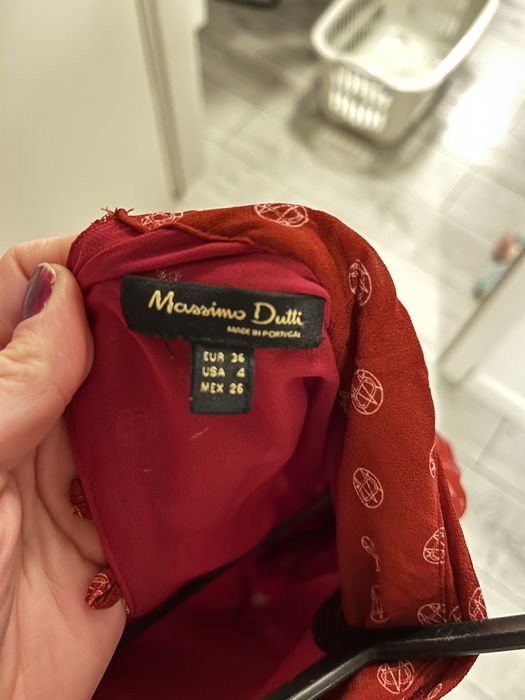 Massimo Dutti
MADE IN PORTUGAL
EUR 36
USA 4
MEX 26